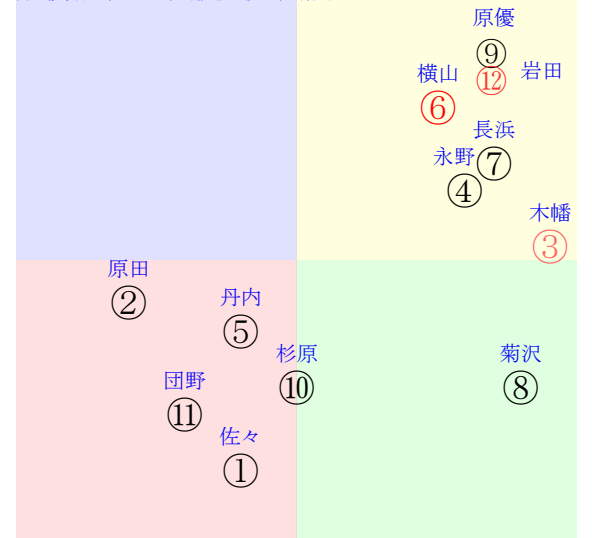 原優
⑨
横山
⑫
岩田
⑥
長浜
永野
⑦
④
木幡
③
原田
②
丹内
⑤
杉原
菊沢
⑩
⑧
団野
⑪
佐々
①